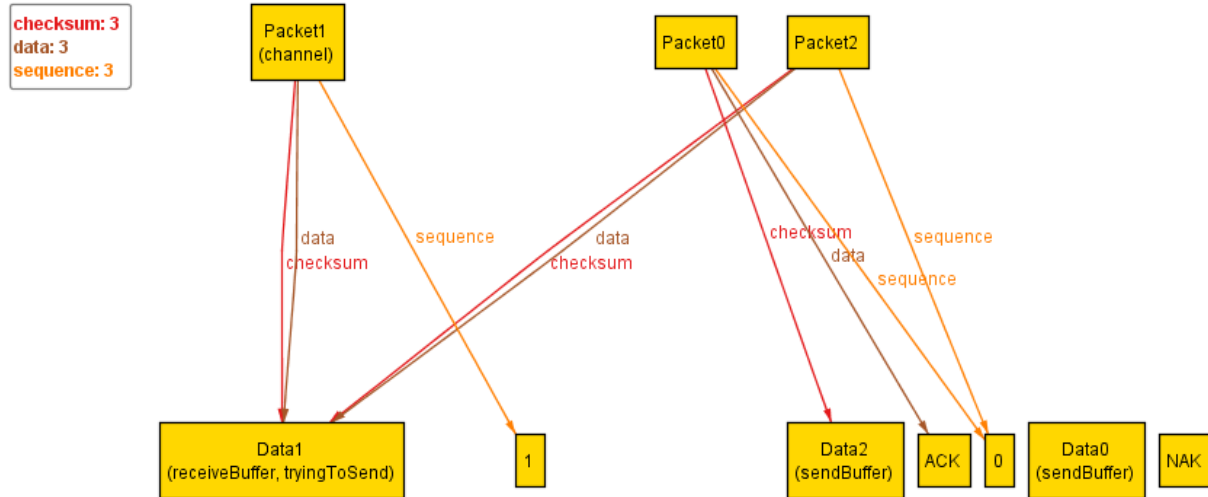 checksum: 3
data: 3
sequence: 3
Packet1
(channel)
Packet0
Packet2
data
checksum
sequence
data
checksum
checksum
data
sequence
sequence
Data1
(receiveBuffer, tryingToSend)
1
Data2
(sendBuffer)
ACK
0
Data0
(sendBuffer)
NAK